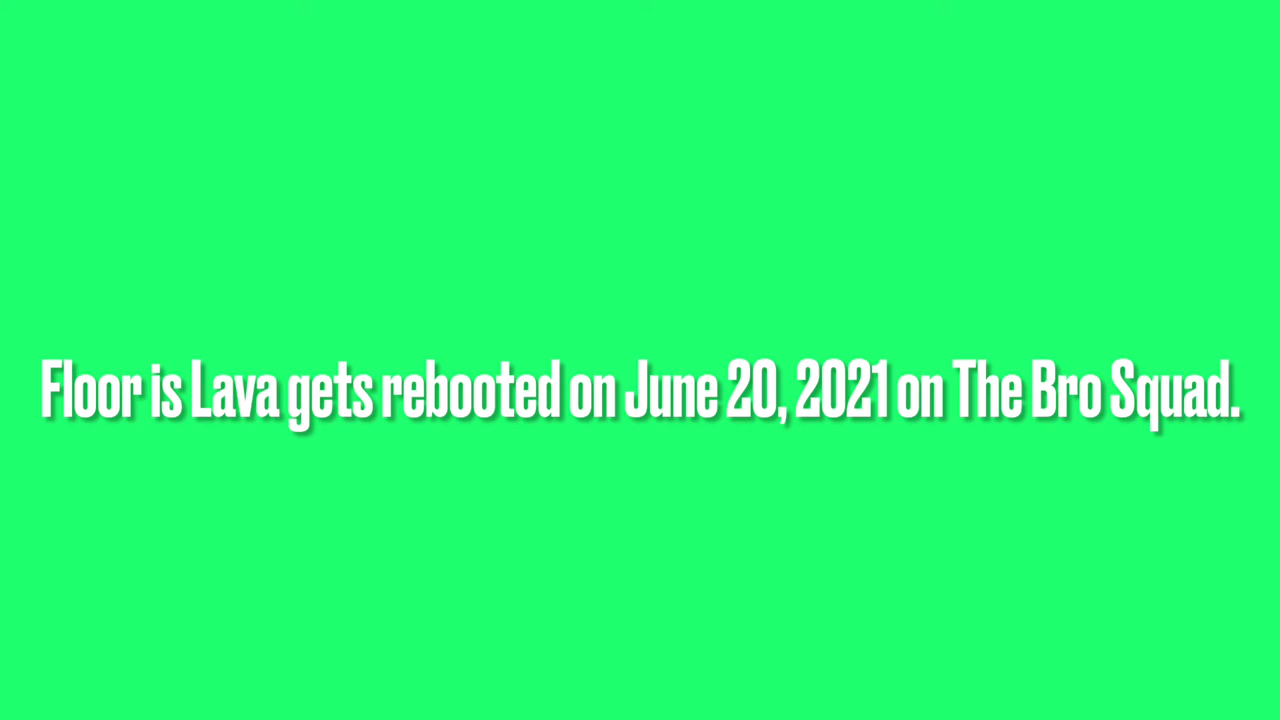 Floor is Lava gets rebooted on June 20, 2021 on The Bro Squad.